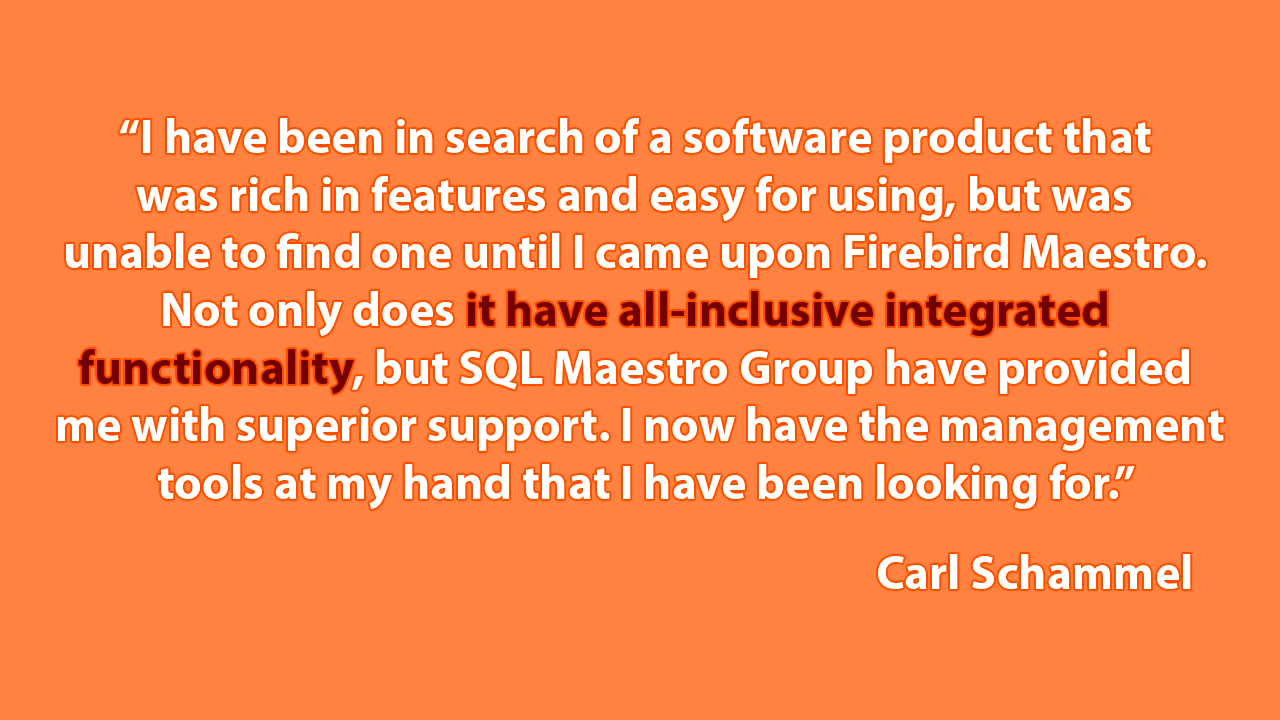 “I have been in search of a software product that
was rich in features and easy for using, but was
unable to find one until I came upon Firebird Maestro.
Not only does it have all-inclusive integrated
functionality, but SQL Maestro Group have provided
me with superior support. I now have the management
tools at my hand that I have been looking for.”
Carl Schammel